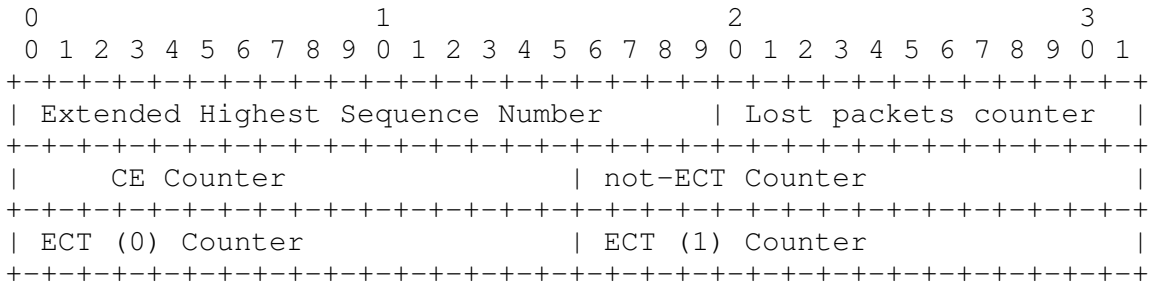 0                   1                   2                   3
 0 1 2 3 4 5 6 7 8 9 0 1 2 3 4 5 6 7 8 9 0 1 2 3 4 5 6 7 8 9 0 1
+-+-+-+-+-+-+-+-+-+-+-+-+-+-+-+-+-+-+-+-+-+-+-+-+-+-+-+-+-+-+-+
| Extended Highest Sequence Number      | Lost packets counter  |
+-+-+-+-+-+-+-+-+-+-+-+-+-+-+-+-+-+-+-+-+-+-+-+-+-+-+-+-+-+-+-+
|     CE Counter                | not-ECT Counter               |
+-+-+-+-+-+-+-+-+-+-+-+-+-+-+-+-+-+-+-+-+-+-+-+-+-+-+-+-+-+-+-+
| ECT (0) Counter               | ECT (1) Counter               |
+-+-+-+-+-+-+-+-+-+-+-+-+-+-+-+-+-+-+-+-+-+-+-+-+-+-+-+-+-+-+-+